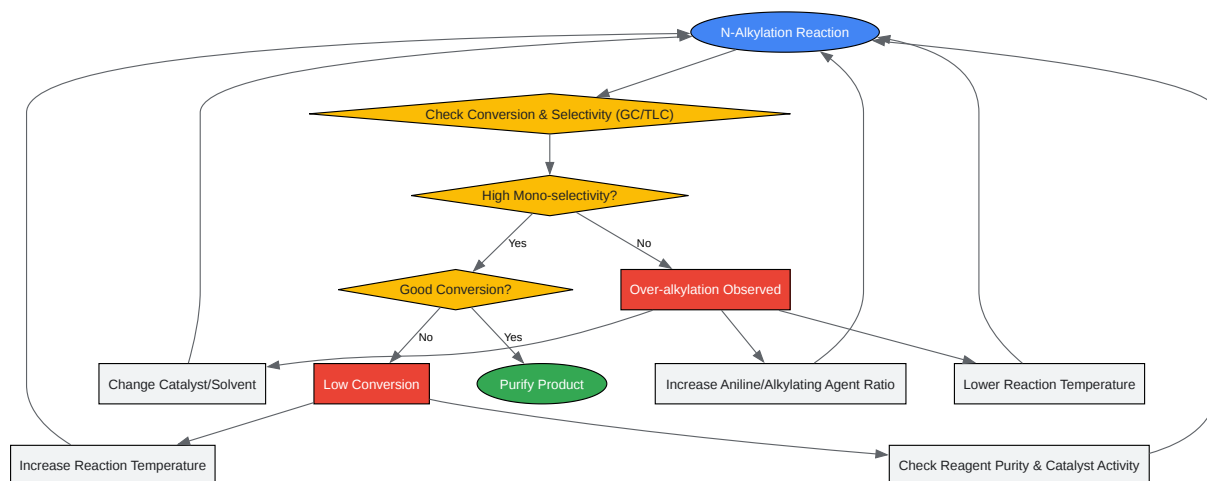 N-Alkylation Reaction
Check Conversion & Selectivity (GC/TLC)
High Mono-selectivity?
Yes
No
Good Conversion?
Over-alkylation Observed
No
Yes
Change Catalyst/Solvent
Low Conversion
Purify Product
Increase Aniline/Alkylating Agent Ratio
Lower Reaction Temperature
Increase Reaction Temperature
Check Reagent Purity & Catalyst Activity